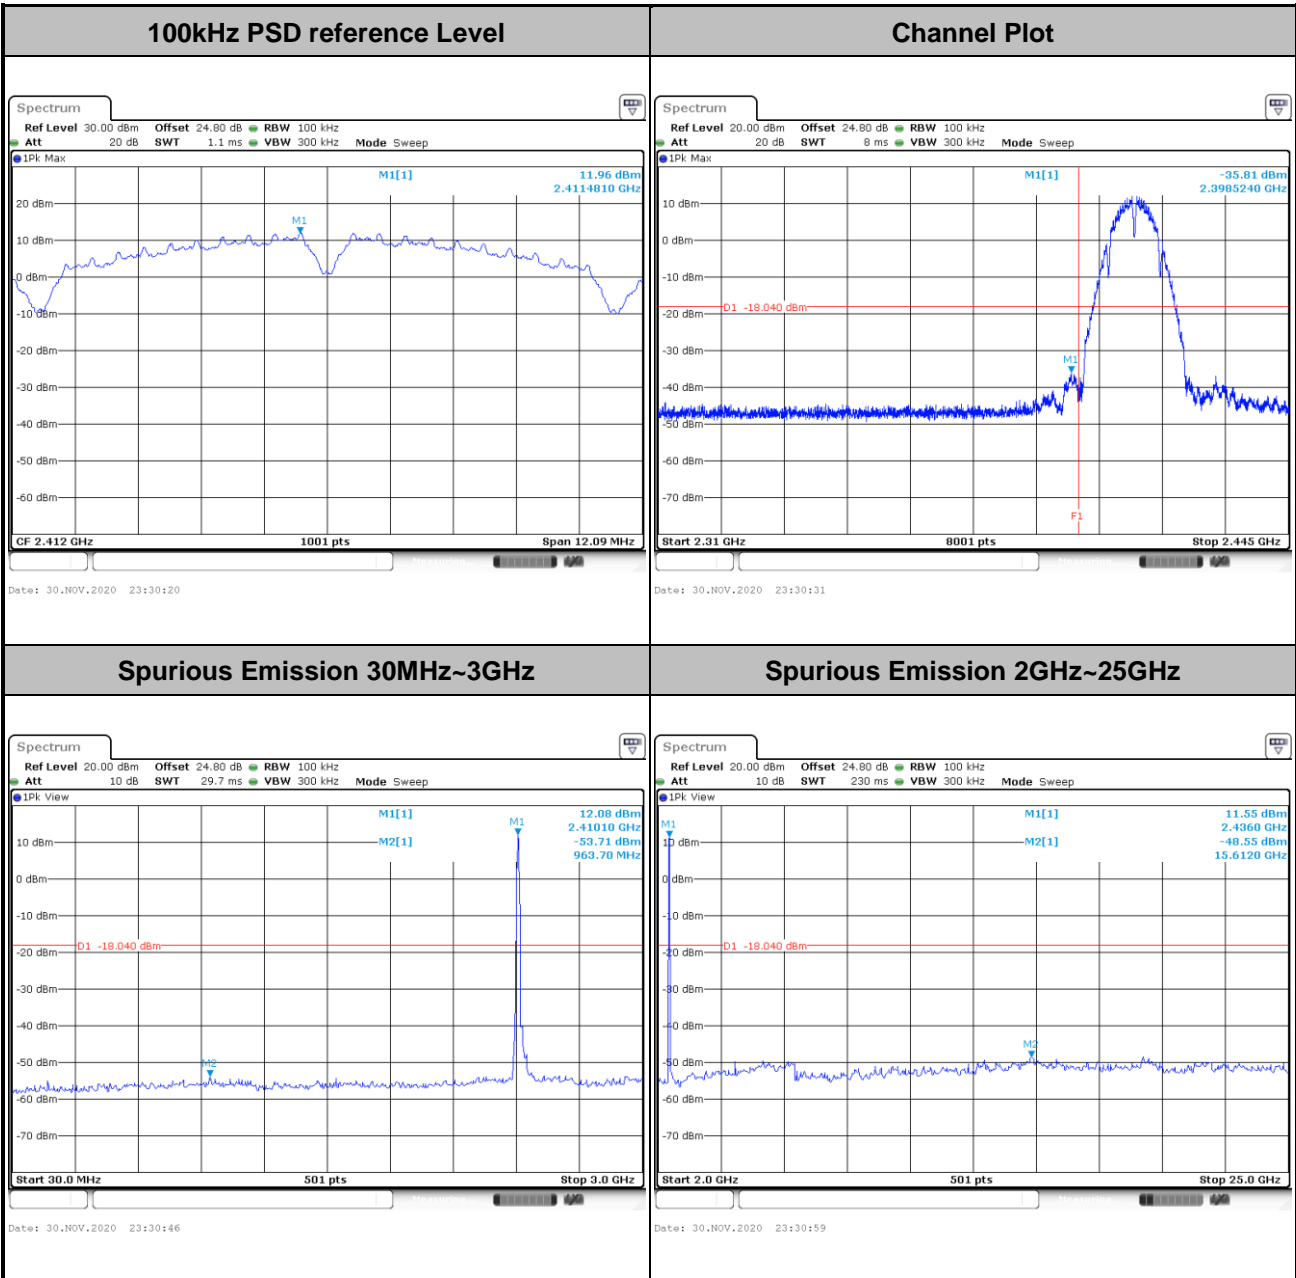 100kHz PSD reference Level
Spectrum
Ref Level 30.00 dBm Offset 24.80 dB RBW 100 kHz
Att 20 dB SWT 1.1 ms VBW 300 kHz Mode Sweep
1Pk Max
M1[1] 11.96 dBm
2.4114810 GHz
20 dBm
M1
10 dBm
0 dBm
-10 dBm
-20 dBm
-30 dBm
-40 dBm
-50 dBm
-60 dBm
CF 2.412 GHz 1001 pts Span 12.09 MHz
Measuring...
Date: 30.NOV.2020 23:30:20
Channel Plot
Spectrum
Ref Level 20.00 dBm Offset 24.80 dB RBW 100 kHz
Att 20 dB SWT 8 ms VBW 300 kHz Mode Sweep
1Pk Max
M1[1] -35.81 dBm
2.3985240 GHz
10 dBm
0 dBm
-10 dBm
D1 -18.040 dBm
-20 dBm
-30 dBm
M1
-40 dBm
-50 dBm
-60 dBm
-70 dBm
F1
Start 2.31 GHz 8001 pts Stop 2.445 GHz
Measuring...
Date: 30.NOV.2020 23:30:31
Spurious Emission 30MHz~3GHz
Spectrum
Ref Level 20.00 dBm Offset 24.80 dB RBW 100 kHz
Att 10 dB SWT 29.7 ms VBW 300 kHz Mode Sweep
1Pk View
M1[1] 12.08 dBm
2.41010 GHz
M2[1] -53.71 dBm
963.70 MHz
M1
10 dBm
0 dBm
-10 dBm
D1 -18.040 dBm
-20 dBm
-30 dBm
-40 dBm
-50 dBm
M2
-60 dBm
-70 dBm
Start 30.0 MHz 501 pts Stop 3.0 GHz
Measuring...
Date: 30.NOV.2020 23:30:46
Spurious Emission 2GHz~25GHz
Spectrum
Ref Level 20.00 dBm Offset 24.80 dB RBW 100 kHz
Att 10 dB SWT 230 ms VBW 300 kHz Mode Sweep
1Pk View
M1[1] 11.55 dBm
2.4360 GHz
M2[1] -48.55 dBm
15.6120 GHz
M1
10 dBm
0 dBm
-10 dBm
D1 -18.040 dBm
-20 dBm
-30 dBm
-40 dBm
M2
-50 dBm
-60 dBm
-70 dBm
Start 2.0 GHz 501 pts Stop 25.0 GHz
Measuring...
Date: 30.NOV.2020 23:30:59